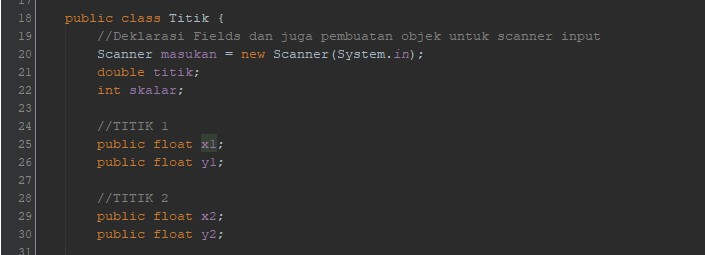 17
18 public class Titik {
19 //Deklarasi Fields dan juga pembuatan objek untuk scanner input
20 Scanner masukan = new Scanner(System.in);
21 double titik;
22 int skalar;
23
24 //TITIK 1
25 public float x1;
26 public float y1;
27
28 //TITIK 2
29 public float x2;
30 public float y2;
31